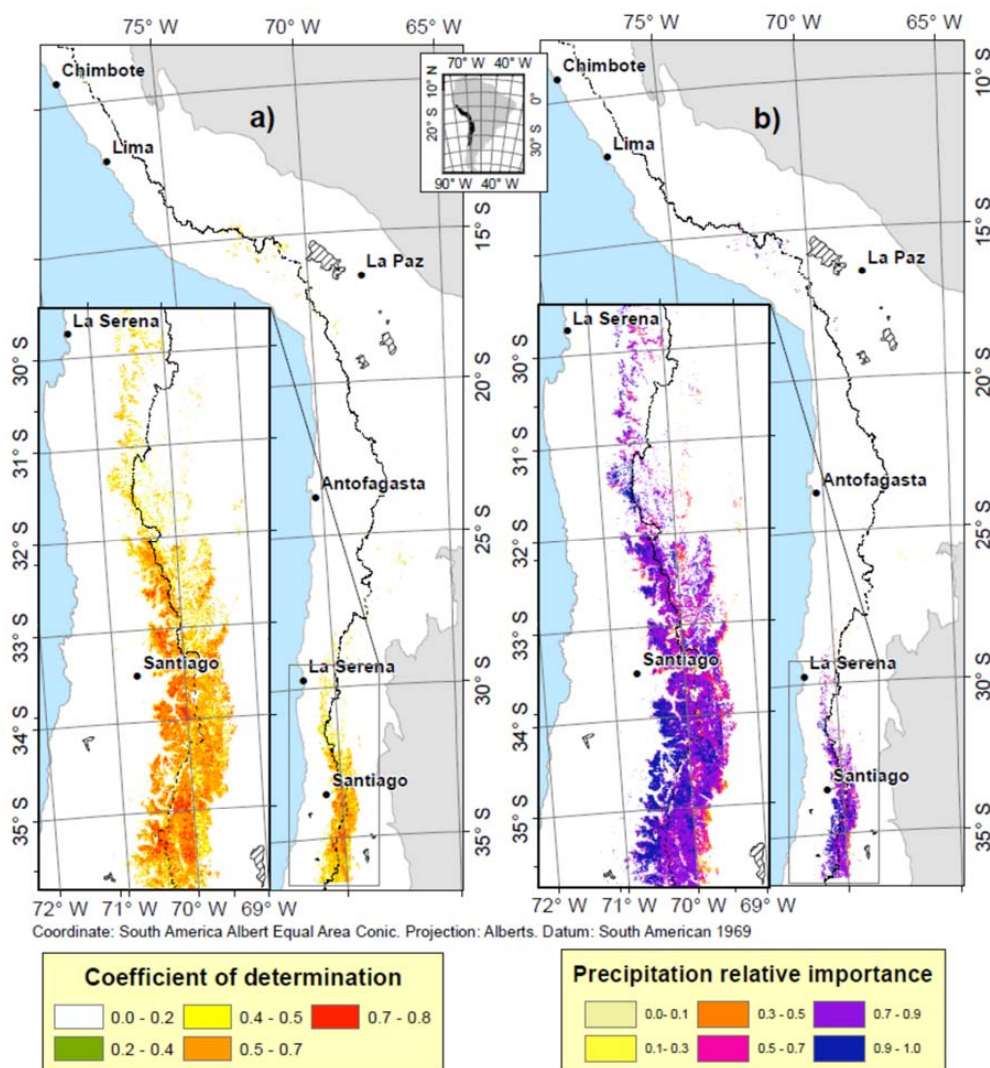 75° W 70° W 65° W 75° W 70° W 65° W
Chimbote
a)
Lima
70° W 40° W
10° N
20° S
0°
30° S
90° W 40° W
Chimbote
b)
Lima
10° S
15° S
La Paz
15° S
La Paz
La Serena
30° S
20° S
La Serena
30° S
20° S
31° S
Antofagasta
31° S
Antofagasta
32° S
25° S
32° S
25° S
33° S
Santiago
La Serena
30° S
33° S
Santiago
La Serena
30° S
34° S
Santiago
34° S
Santiago
35° S
35° S
35° S
35° S
72° W 71° W 70° W 69° W
72° W 71° W 70° W 69° W
Coordinate: South America Albert Equal Area Conic. Projection: Alberts. Datum: South American 1969
Coefficient of determination
0.0 - 0.2 0.4 - 0.5 0.7 - 0.8
0.2 - 0.4 0.5 - 0.7
Precipitation relative importance
0.0- 0.1 0.3 - 0.5 0.7 - 0.9
0.1- 0.3 0.5 - 0.7 0.9 - 1.0